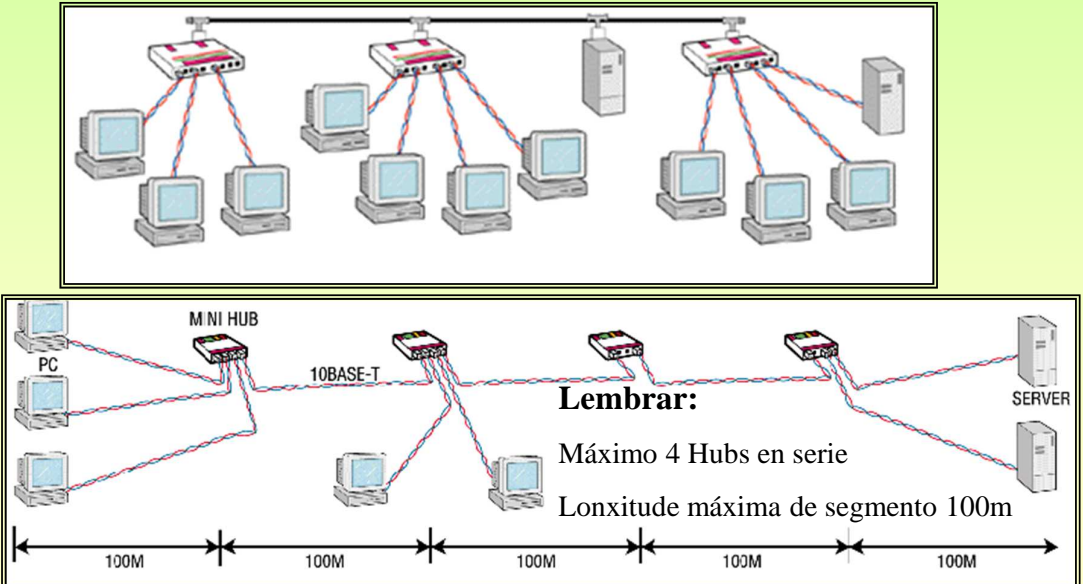 MINI HUB
PC
10BASE-T
SERVER
Lembrar:
Máximo 4 Hubs en serie
Lonxitude máxima de segmento 100m
100M
100M
100M
100M
100M